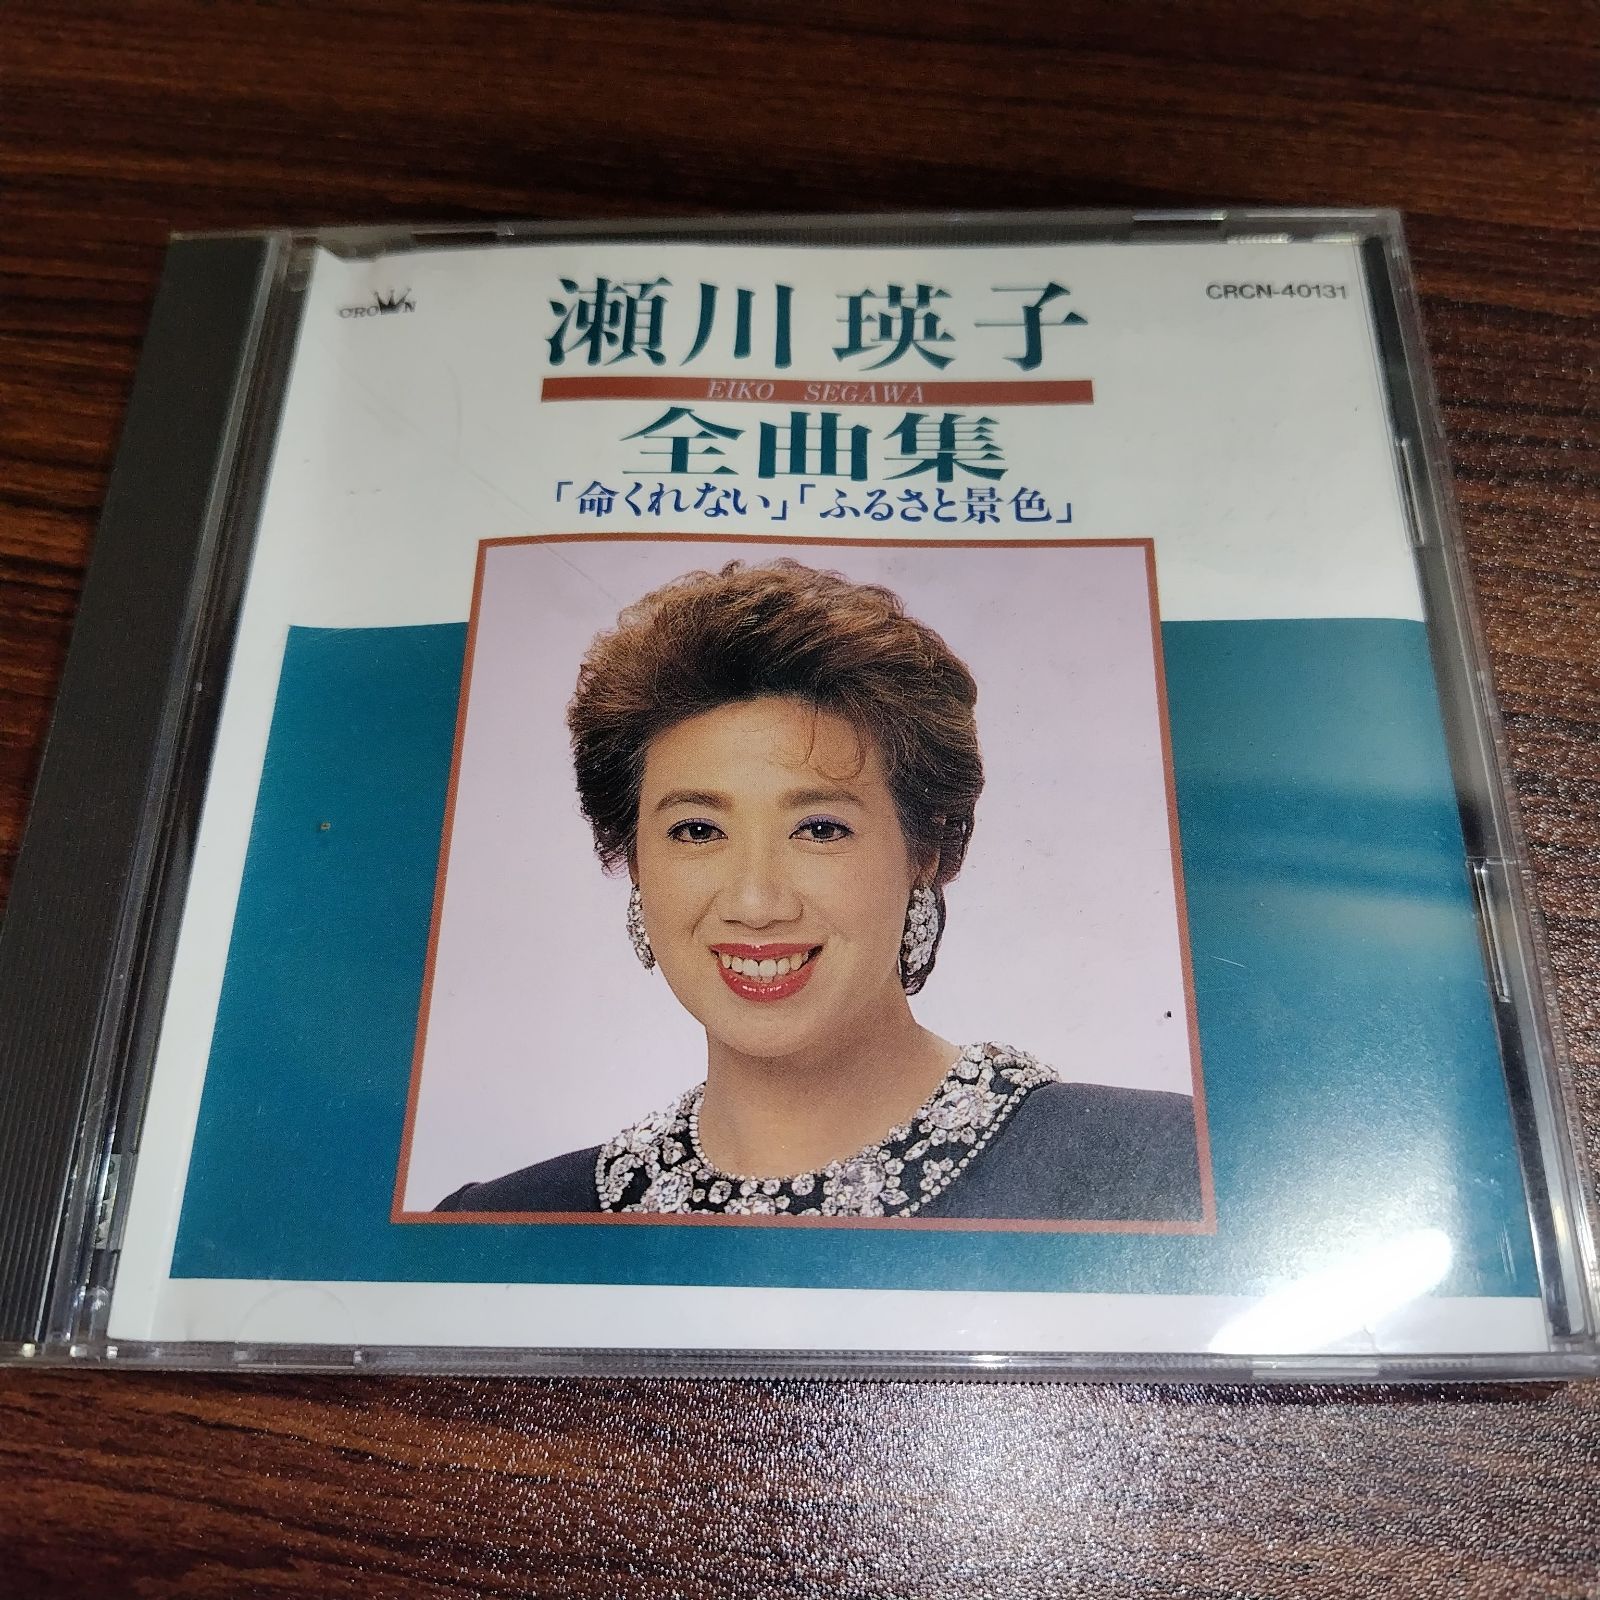 CROWN
CRCN-40131
瀬川瑛子
EIKO SEGAWA
全曲集
「命くれない」「ふるさと景色」